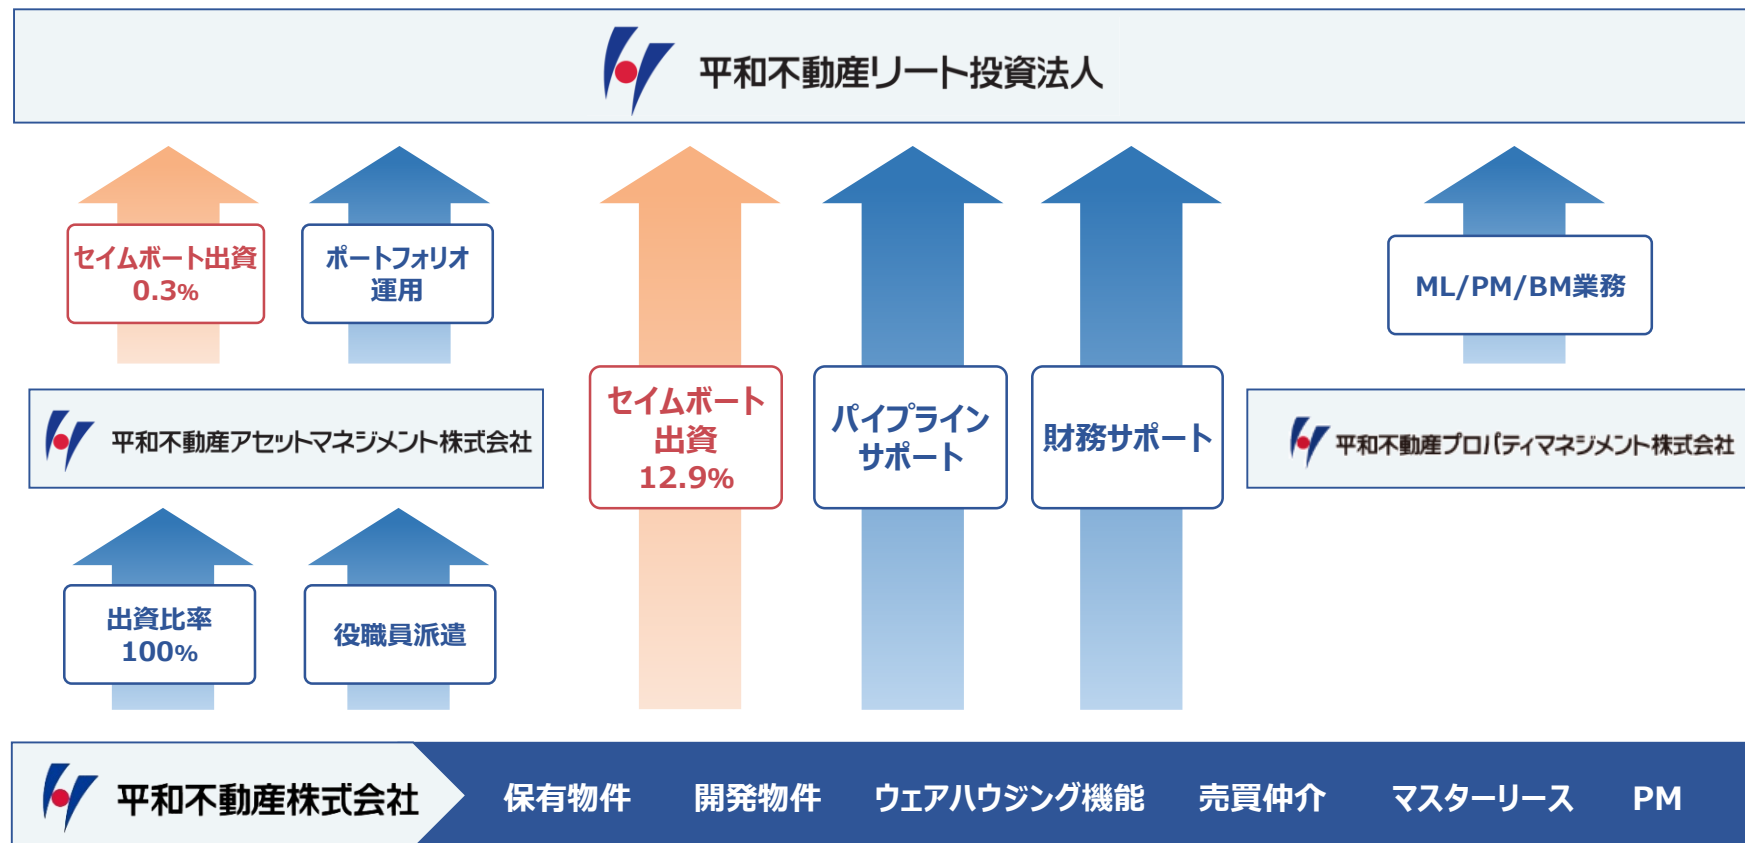 平和不動産リート投資法人
セイムボート出資
0.3%
ポートフォリオ
運用
ML/PM/BM業務
セイムボート
出資
12.9%
パイプライン
サポート
財務サポート
平和不動産アセットマネジメント株式会社
平和不動産プロパティマネジメント株式会社
出資比率
100%
役職員派遣
平和不動産株式会社
保有物件
開発物件
ウェアハウジング機能
売買仲介
マスターリース
PM